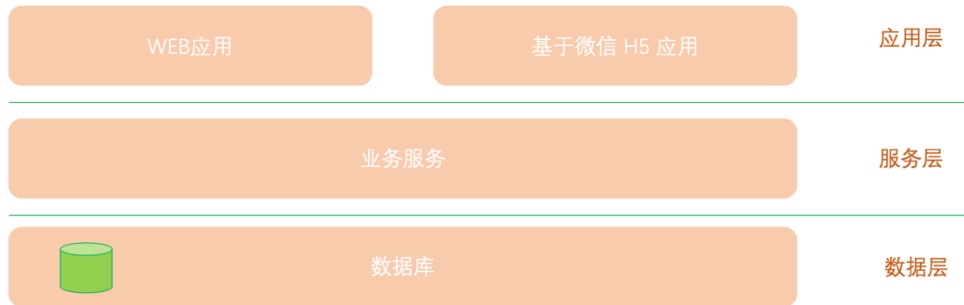 WEB应用
基于微信 H5 应用
应用层
业务服务
服务层
数据库
数据层